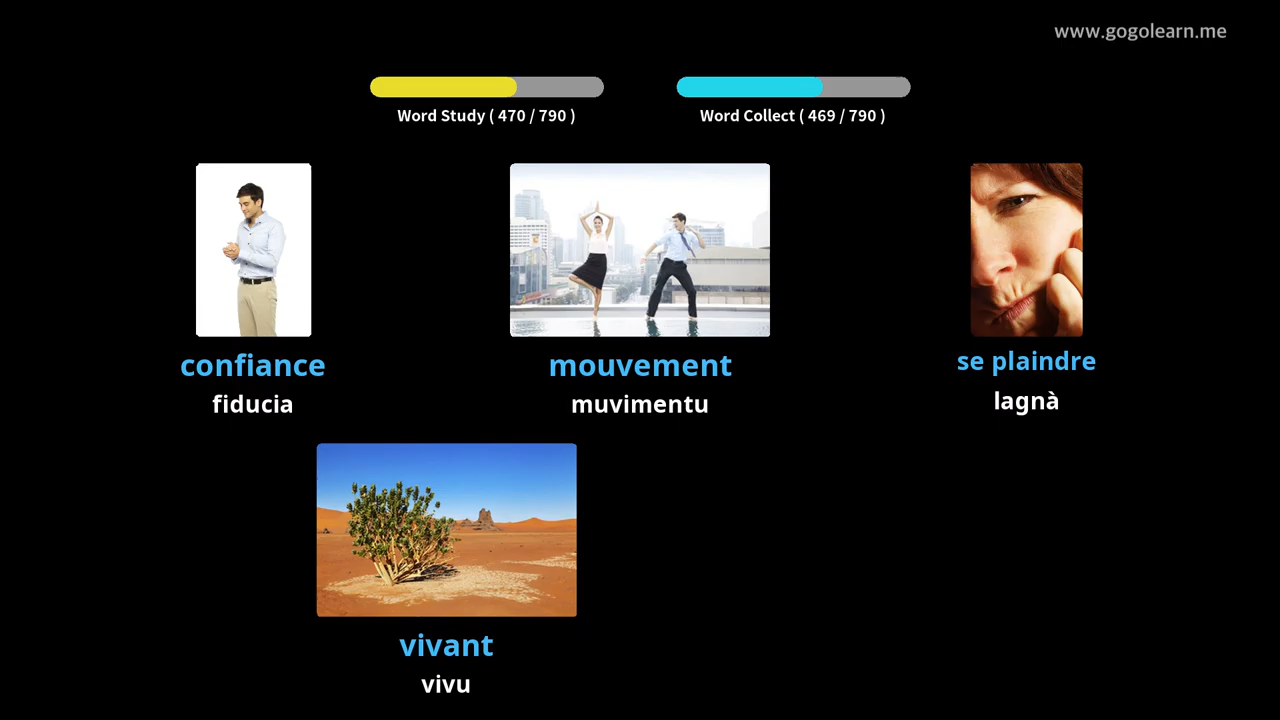 www.gogolearn.me
Word Study ( 470 / 790 )
Word Collect ( 469 / 790 )
confiance
fiducia
mouvement
muvimentu
se plaindre
lagnà
vivant
vivu